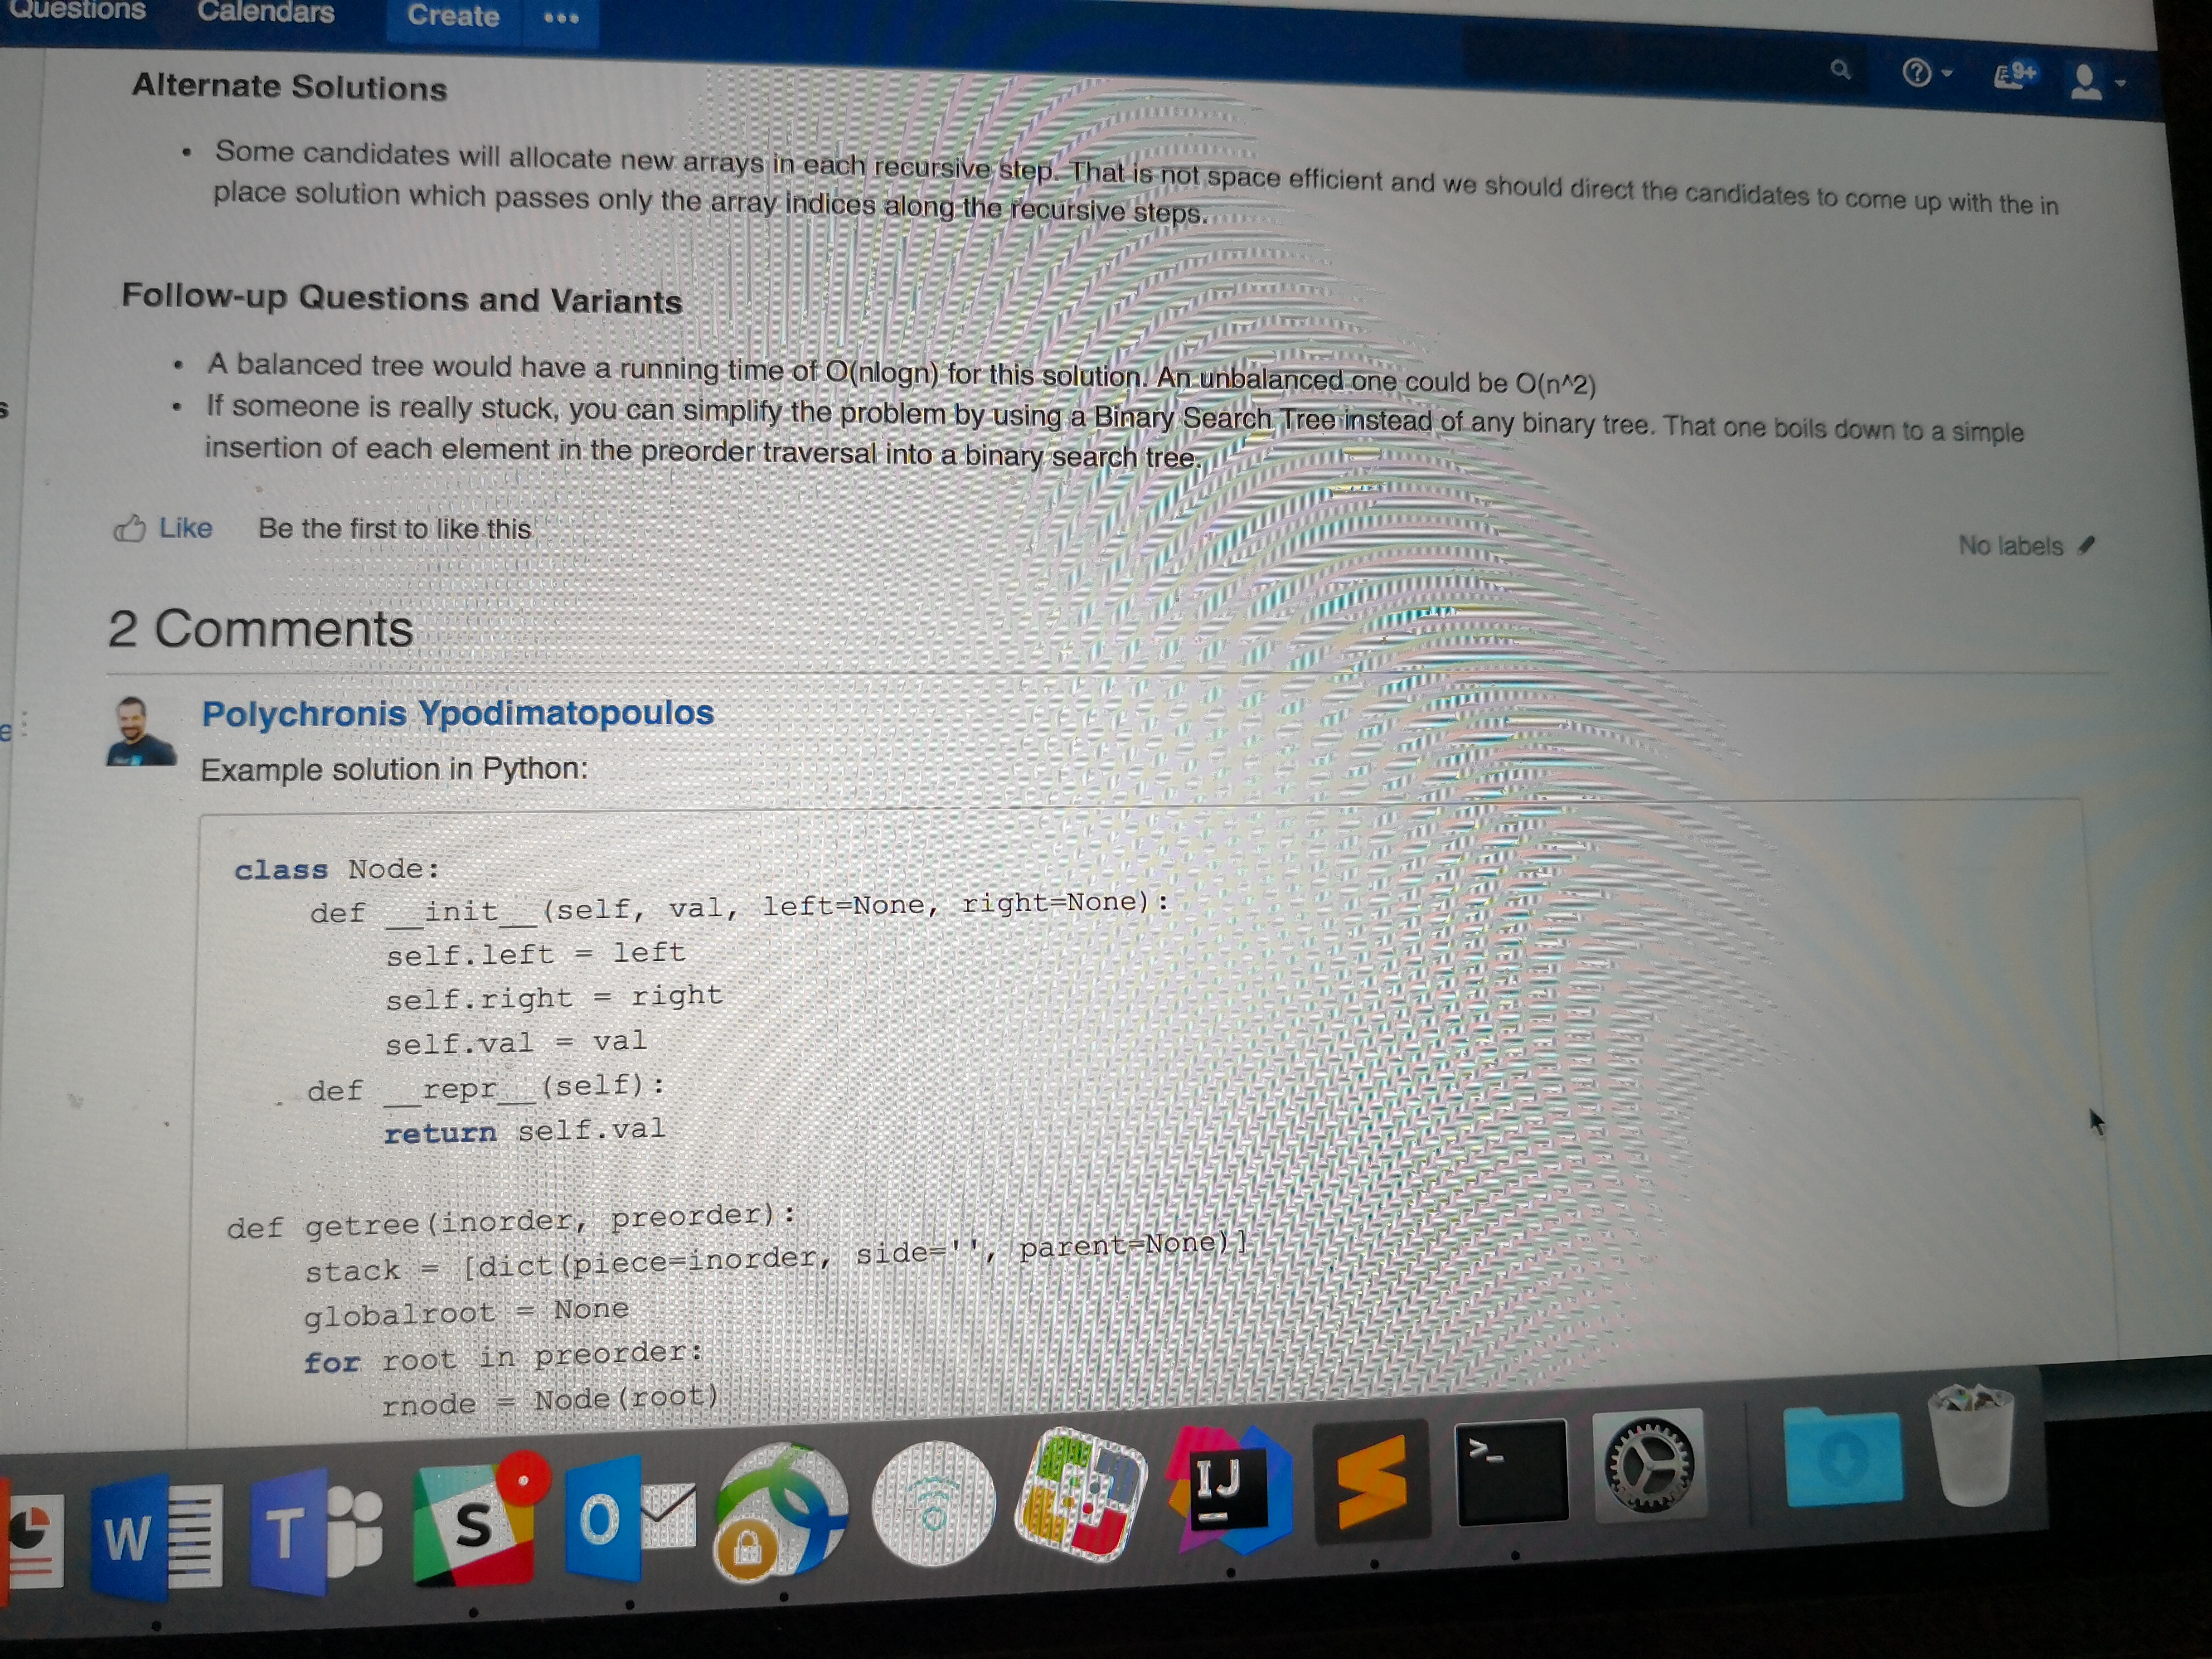 Questions Calendars Create •••
9+
Alternate Solutions
• Some candidates will allocate new arrays in each recursive step. That is not space efficient and we should direct the candidates to come up with the in
place solution which passes only the array indices along the recursive steps.
Follow-up Questions and Variants
• A balanced tree would have a running time of O(nlogn) for this solution. An unbalanced one could be O(n^2)
• If someone is really stuck, you can simplify the problem by using a Binary Search Tree instead of any binary tree. That one boils down to a simple
insertion of each element in the preorder traversal into a binary search tree.
Like Be the first to like this
No labels
2 Comments
Polychronis Ypodimatopoulos
Example solution in Python:
class Node:
def __init__(self, val, left=None, right=None):
self.left = left
self.right = right
self.val = val
def __repr__(self):
return self.val
def getree(inorder, preorder):
stack = [dict(piece=inorder, side='', parent=None)]
globalroot = None
for root in preorder:
rnode = Node(root)
W T S O IJ >_